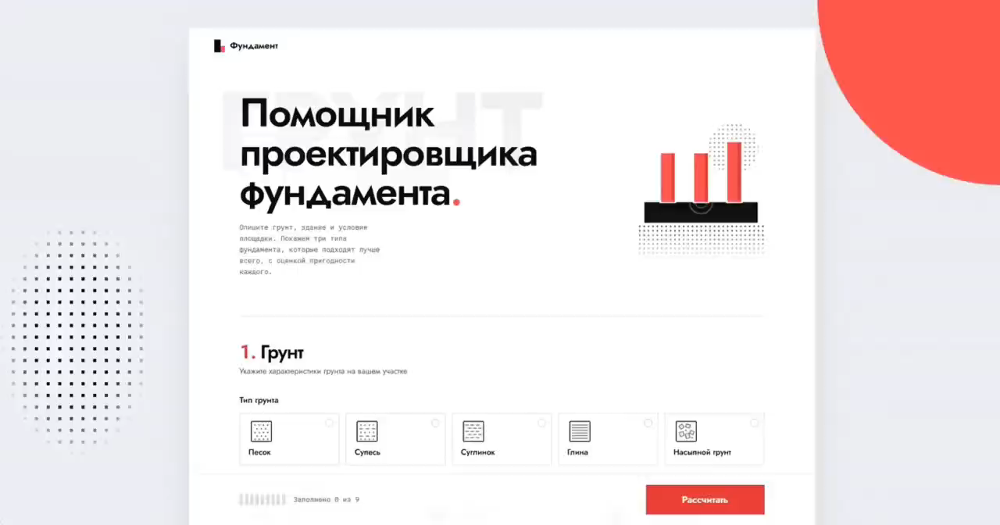 Фундамент
ГРУНТ
Помощник
проектировщика
фундамента.
Опишите грунт, здание и условия
площадки. Покажем три типа
фундамента, которые подходят лучше
всего, с оценкой пригодности
каждого.
1. Грунт
Укажите характеристики грунта на вашем участке
Тип грунта
Песок
Супесь
Суглинок
Глина
Насыпной грунт
Заполнено 0 из 9
Рассчитать